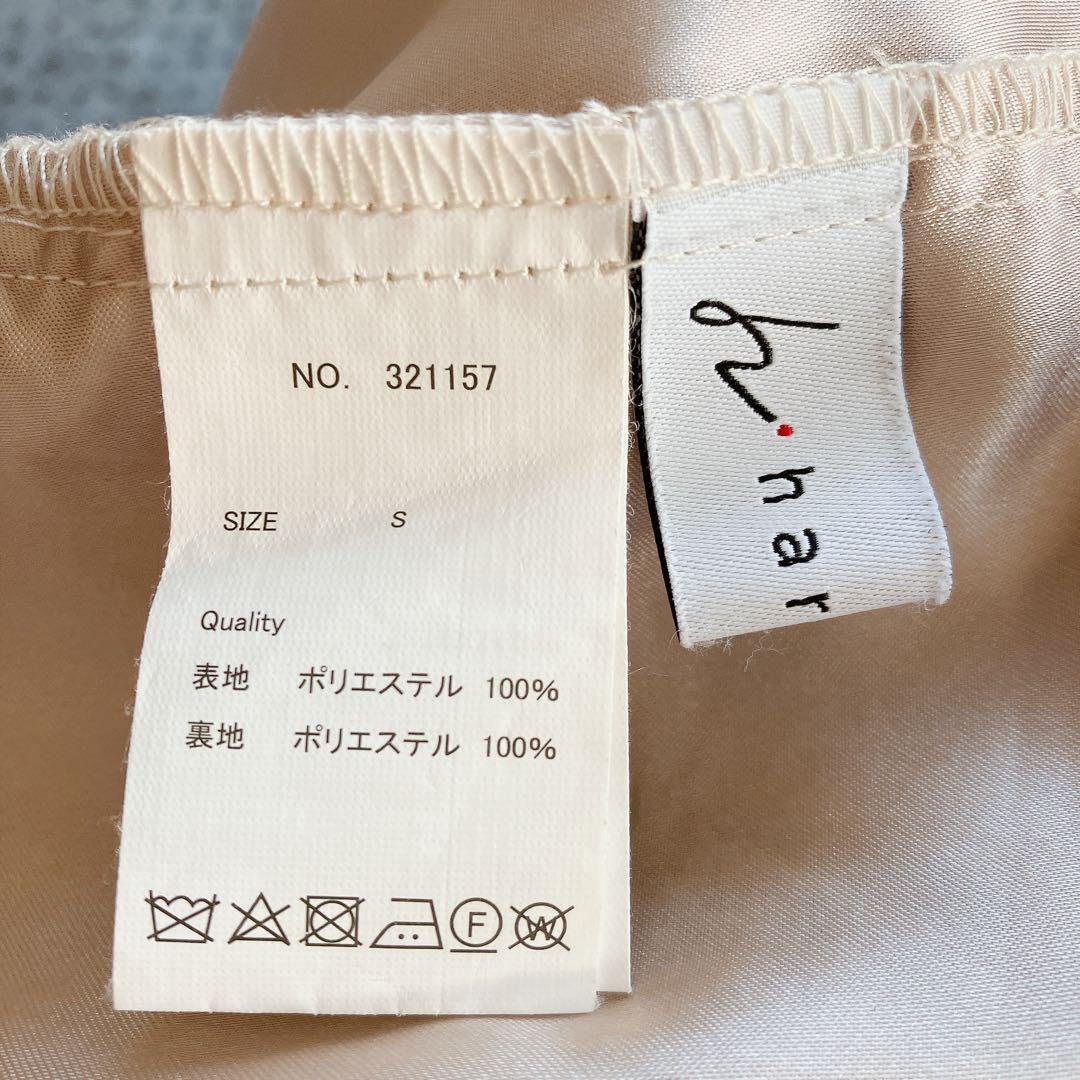 NO. 321157
SIZE S
Quality
表地 ポリエステル 100%
裏地 ポリエステル 100%
F
W
h.har